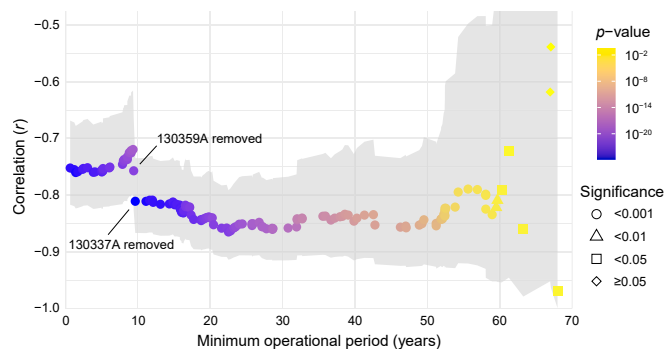 −0.5
−0.6
−0.7
−0.8
−0.9
−1.0
Correlation (r)
130359A removed
130337A removed
0 10 20 30 40 50 60 70
Minimum operational period (years)
p−value
10⁻²
10⁻⁸
10⁻¹⁴
10⁻²⁰
Significance
<0.001
<0.01
<0.05
≥0.05